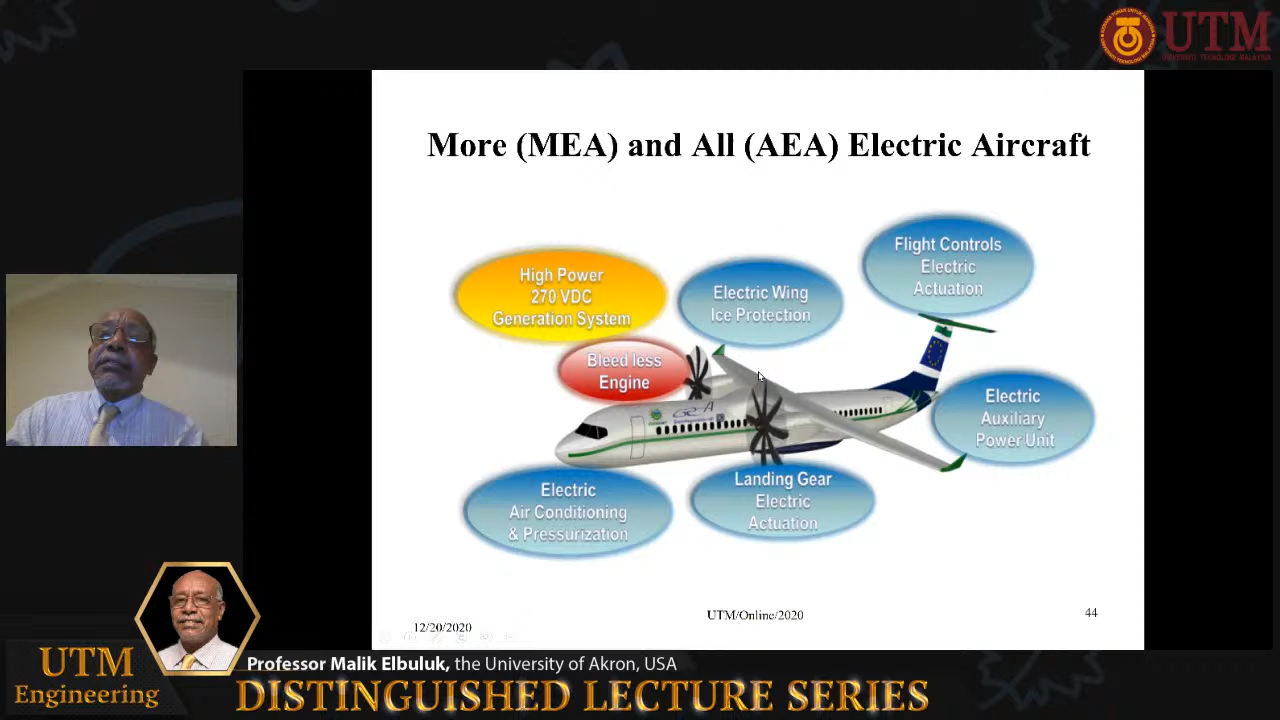 UTM
UNIVERSITI TEKNOLOGI MALAYSIA
More (MEA) and All (AEA) Electric Aircraft
High Power
270 VDC
Generation System
Electric Wing
Ice Protection
Flight Controls
Electric
Actuation
Bleed less
Engine
Electric
Auxiliary
Power Unit
Electric
Air Conditioning
& Pressurization
Landing Gear
Electric
Actuation
12/20/2020
UTM/Online/2020
44
UTM
Engineering
Professor Malik Elbuluk, the University of Akron, USA
DISTINGUISHED LECTURE SERIES